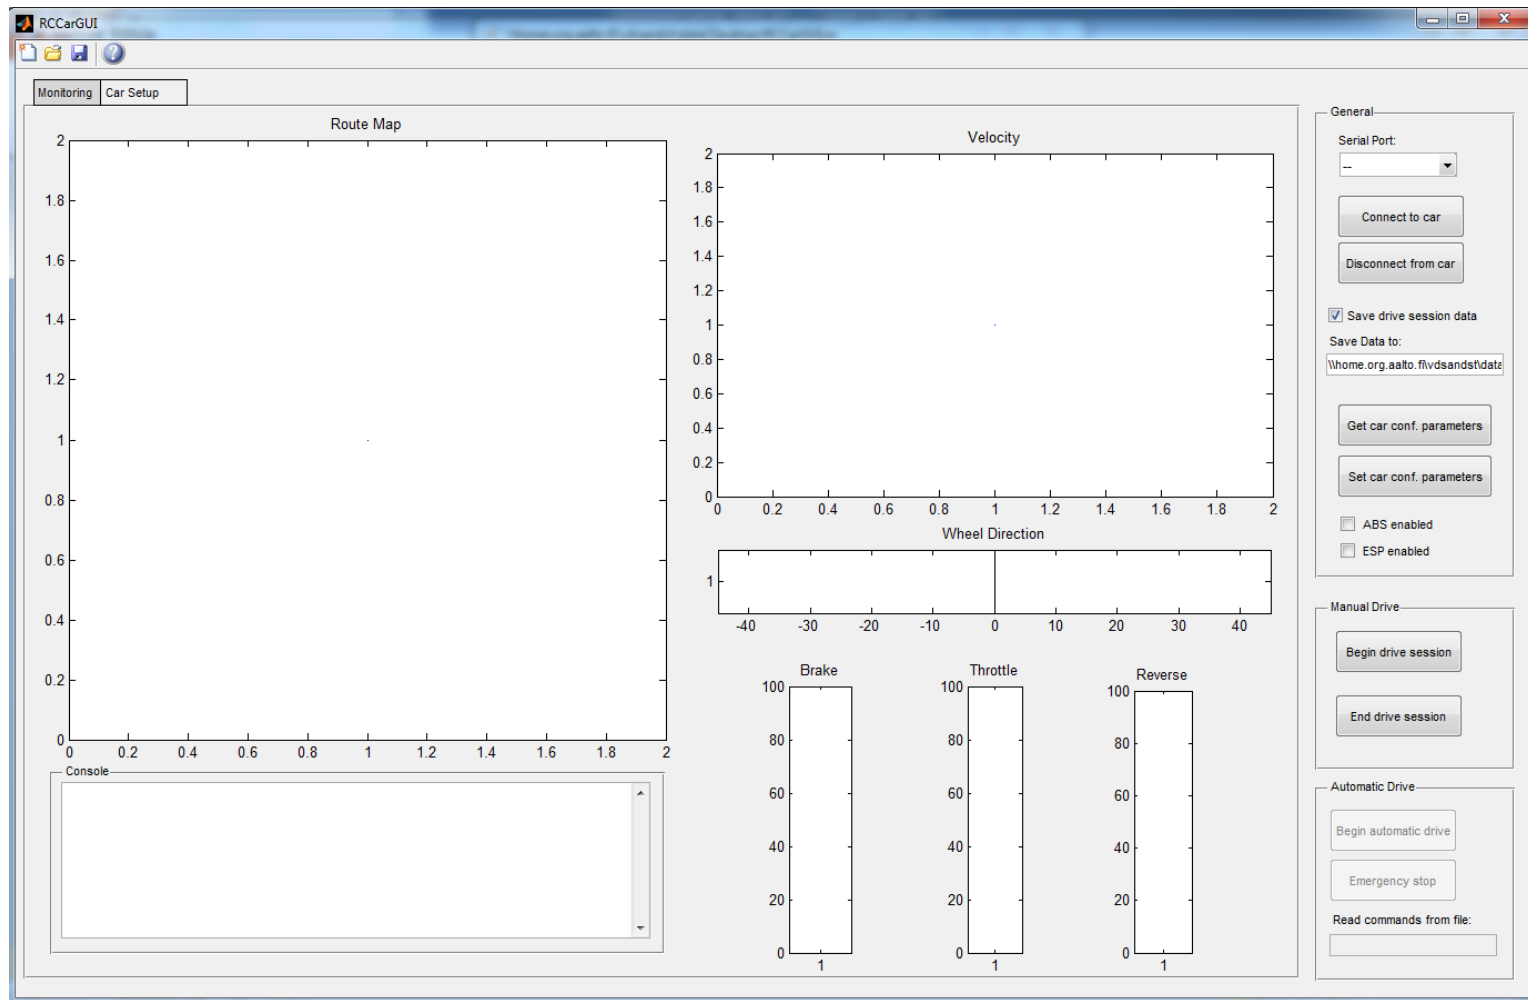 RCCarGUI
Monitoring
Car Setup
Route Map
2
1.8
1.6
1.4
1.2
1
0.8
0.6
0.4
0.2
0
0 0.2 0.4 0.6 0.8 1 1.2 1.4 1.6 1.8 2
Console
Velocity
2
1.8
1.6
1.4
1.2
1
0.8
0.6
0.4
0.2
0
0 0.2 0.4 0.6 0.8 1 1.2 1.4 1.6 1.8 2
Wheel Direction
1
-40 -30 -20 -10 0 10 20 30 40
Brake
100
80
60
40
20
0
1
Throttle
100
80
60
40
20
0
1
Reverse
100
80
60
40
20
0
1
General
Serial Port:
--
Connect to car
Disconnect from car
Save drive session data
Save Data to:
\\home.org.aalto.fi\vdsandst\data
Get car conf. parameters
Set car conf. parameters
ABS enabled
ESP enabled
Manual Drive
Begin drive session
End drive session
Automatic Drive
Begin automatic drive
Emergency stop
Read commands from file: